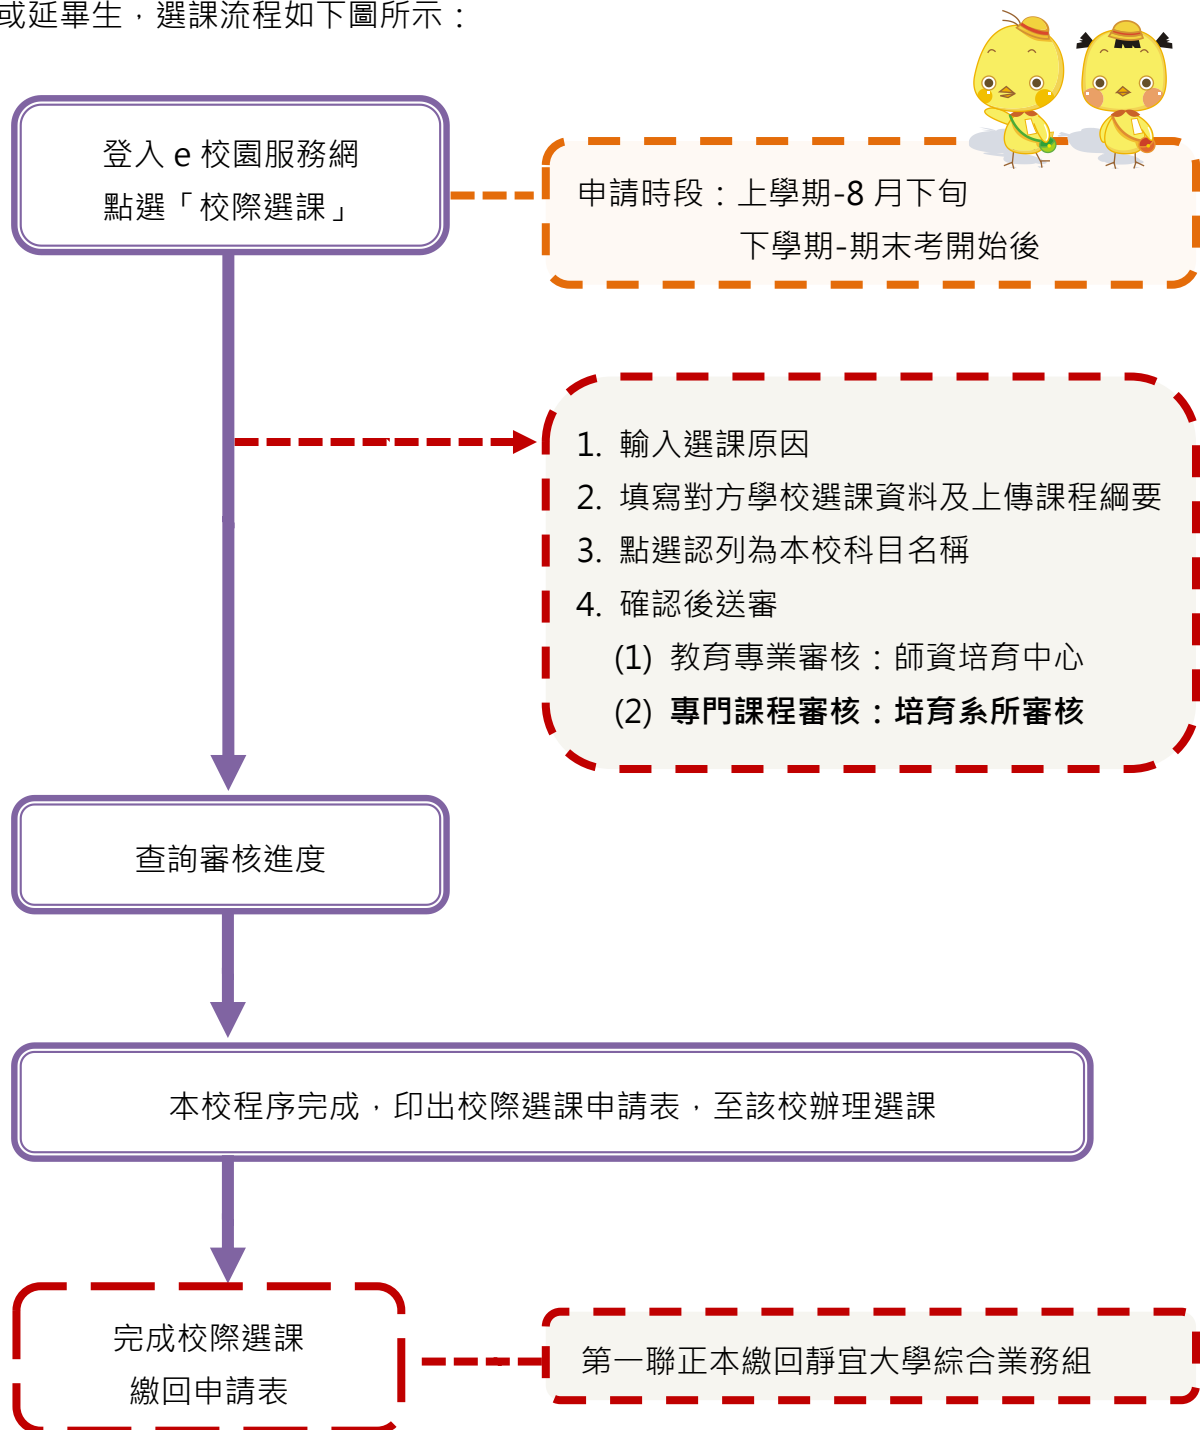 或延畢生，選課流程如下圖所示：
登入 e 校園服務網
點選「校際選課」
申請時段：上學期-8 月下旬
下學期-期末考開始後
1. 輸入選課原因
2. 填寫對方學校選課資料及上傳課程綱要
3. 點選認列為本校科目名稱
4. 確認後送審
(1) 教育專業審核：師資培育中心
(2) 專門課程審核：培育系所審核
查詢審核進度
本校程序完成，印出校際選課申請表，至該校辦理選課
完成校際選課
繳回申請表
第一聯正本繳回靜宜大學綜合業務組